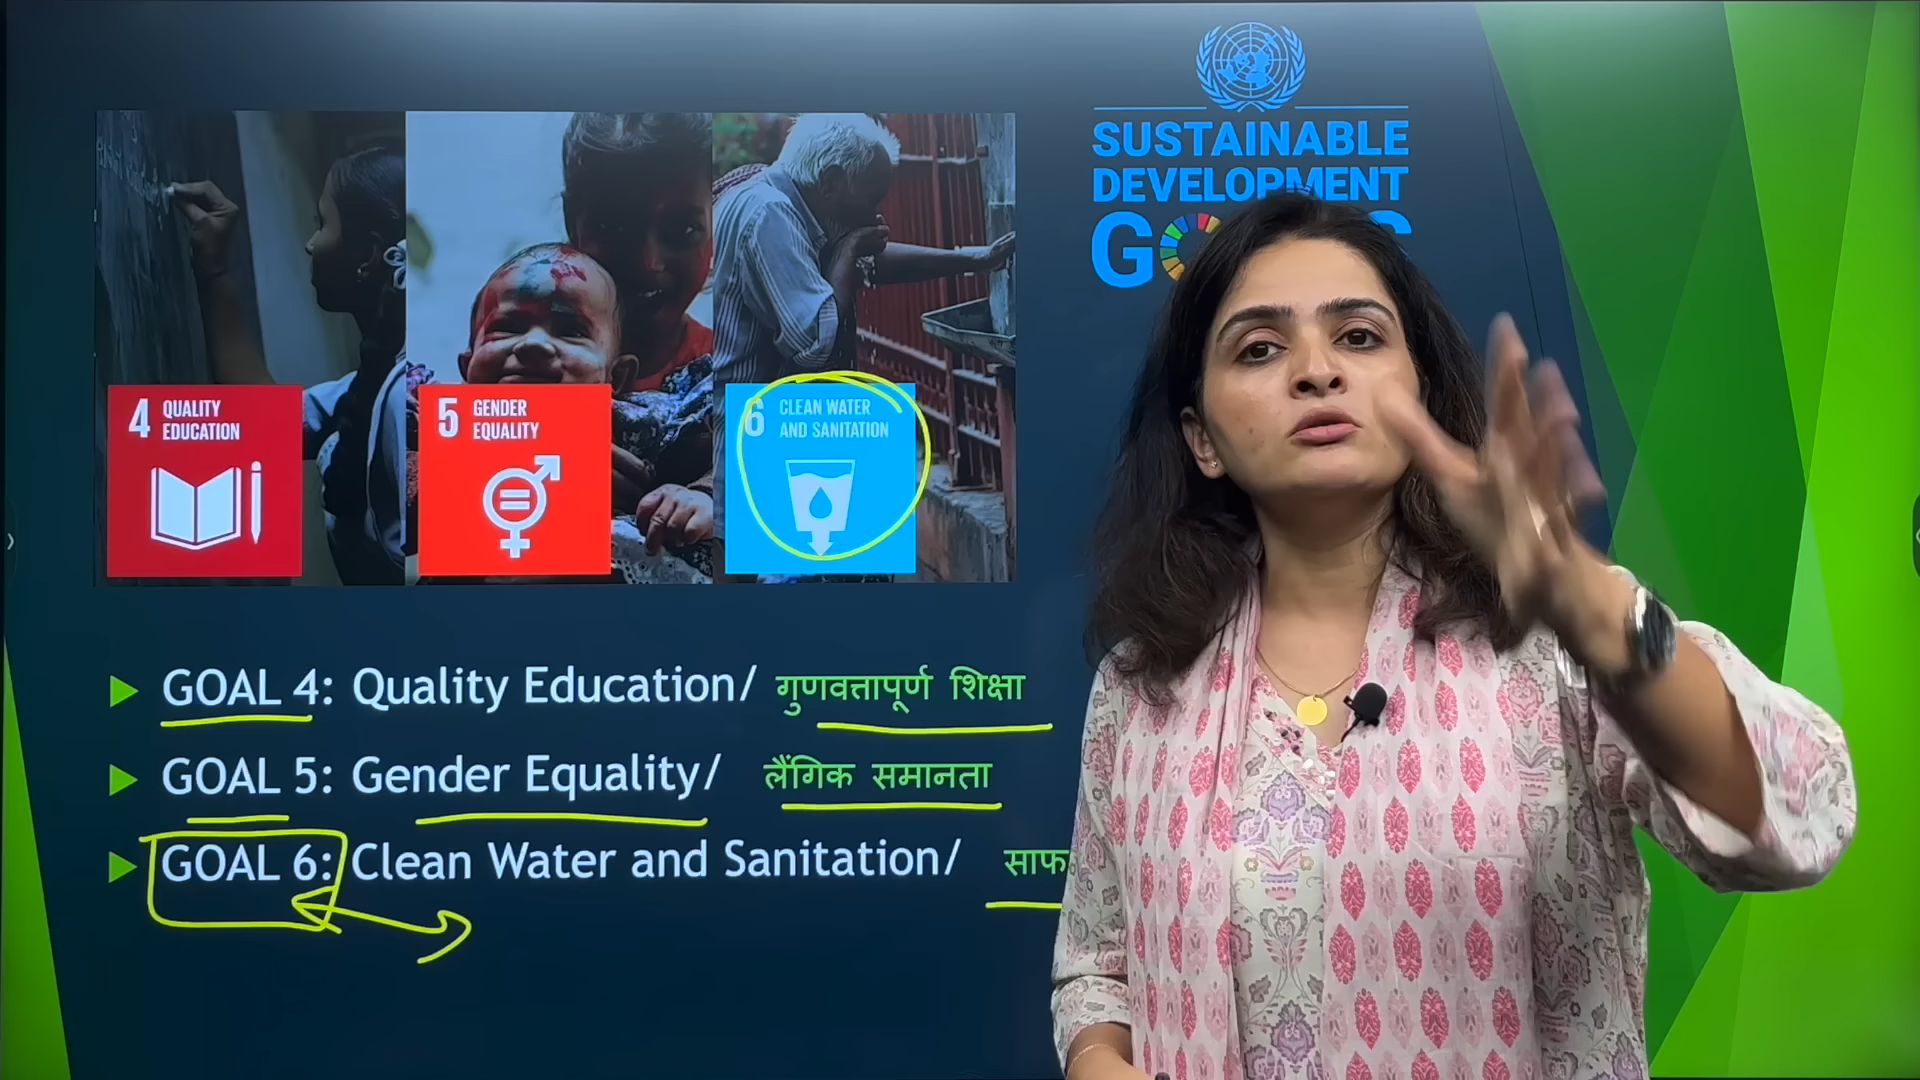 SUSTAINABLE
DEVELOPMENT
4 QUALITY
EDUCATION
5 GENDER
EQUALITY
6 CLEAN WATER
AND SANITATION
GOAL 4: Quality Education/ गुणवत्तापूर्ण शिक्षा
GOAL 5: Gender Equality/ लैंगिक समानता
GOAL 6: Clean Water and Sanitation/ साफ